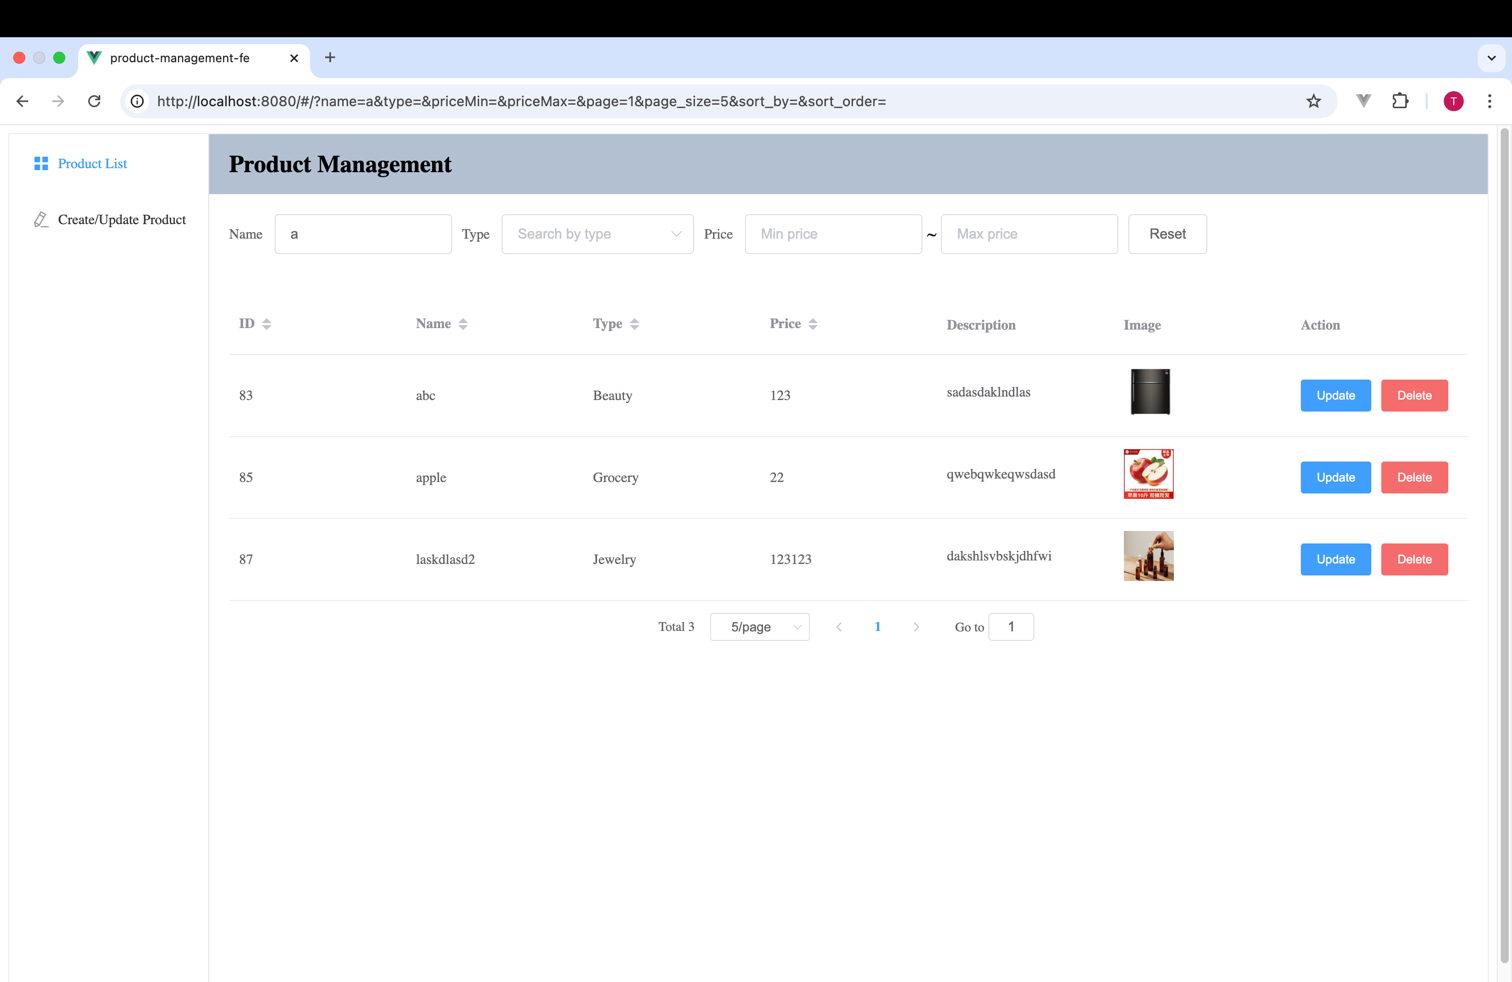 product-management-fe
http://localhost:8080/#/?name=a&type=&priceMin=&priceMax=&page=1&page_size=5&sort_by=&sort_order=
T
Product List
Create/Update Product
Product Management
Name a Type Search by type Price Min price ~ Max price Reset
ID Name Type Price Description Image Action
83 abc Beauty 123 sadasdaklndlas Update Delete
85 apple Grocery 22 qwebqwkeqwsdasd Update Delete
87 laskdlasd2 Jewelry 123123 dakshlsvbskjdhfwi Update Delete
Total 3 5/page 1 Go to 1